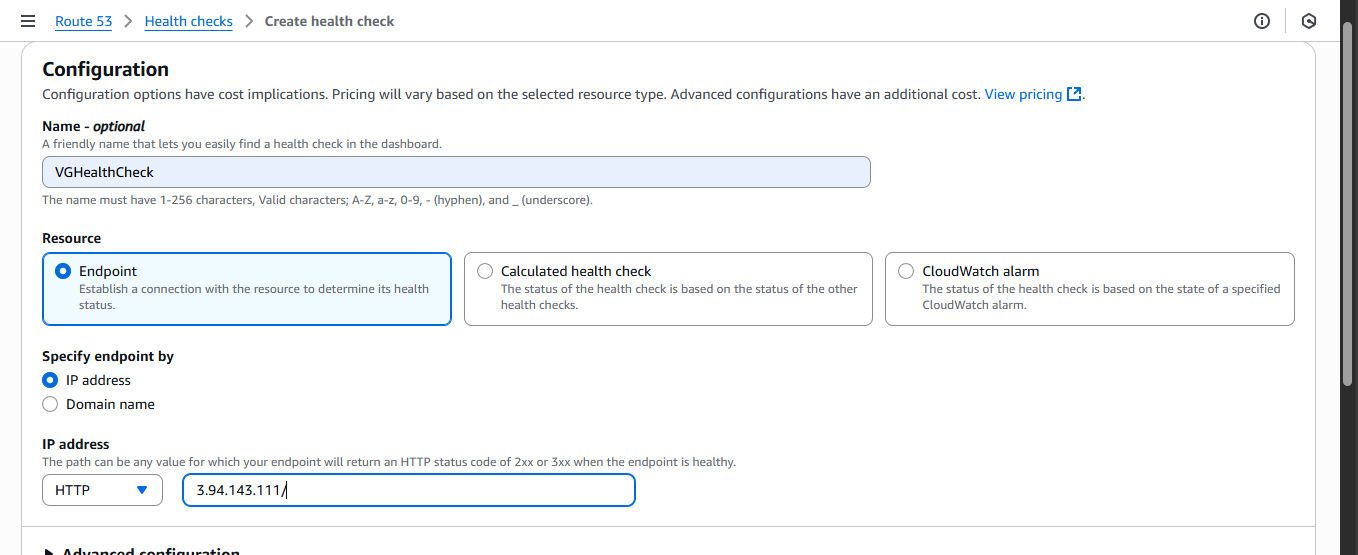 Route 53 > Health checks > Create health check
Configuration
Configuration options have cost implications. Pricing will vary based on the selected resource type. Advanced configurations have an additional cost. View pricing.
Name - optional
A friendly name that lets you easily find a health check in the dashboard.
VGHealthCheck
The name must have 1-256 characters, Valid characters; A-Z, a-z, 0-9, - (hyphen), and _ (underscore).
Resource
Endpoint
Establish a connection with the resource to determine its health
status.
Calculated health check
The status of the health check is based on the status of the other
health checks.
CloudWatch alarm
The status of the health check is based on the state of a specified
CloudWatch alarm.
Specify endpoint by
IP address
Domain name
IP address
The path can be any value for which your endpoint will return an HTTP status code of 2xx or 3xx when the endpoint is healthy.
HTTP
3.94.143.111/
Advanced configuration